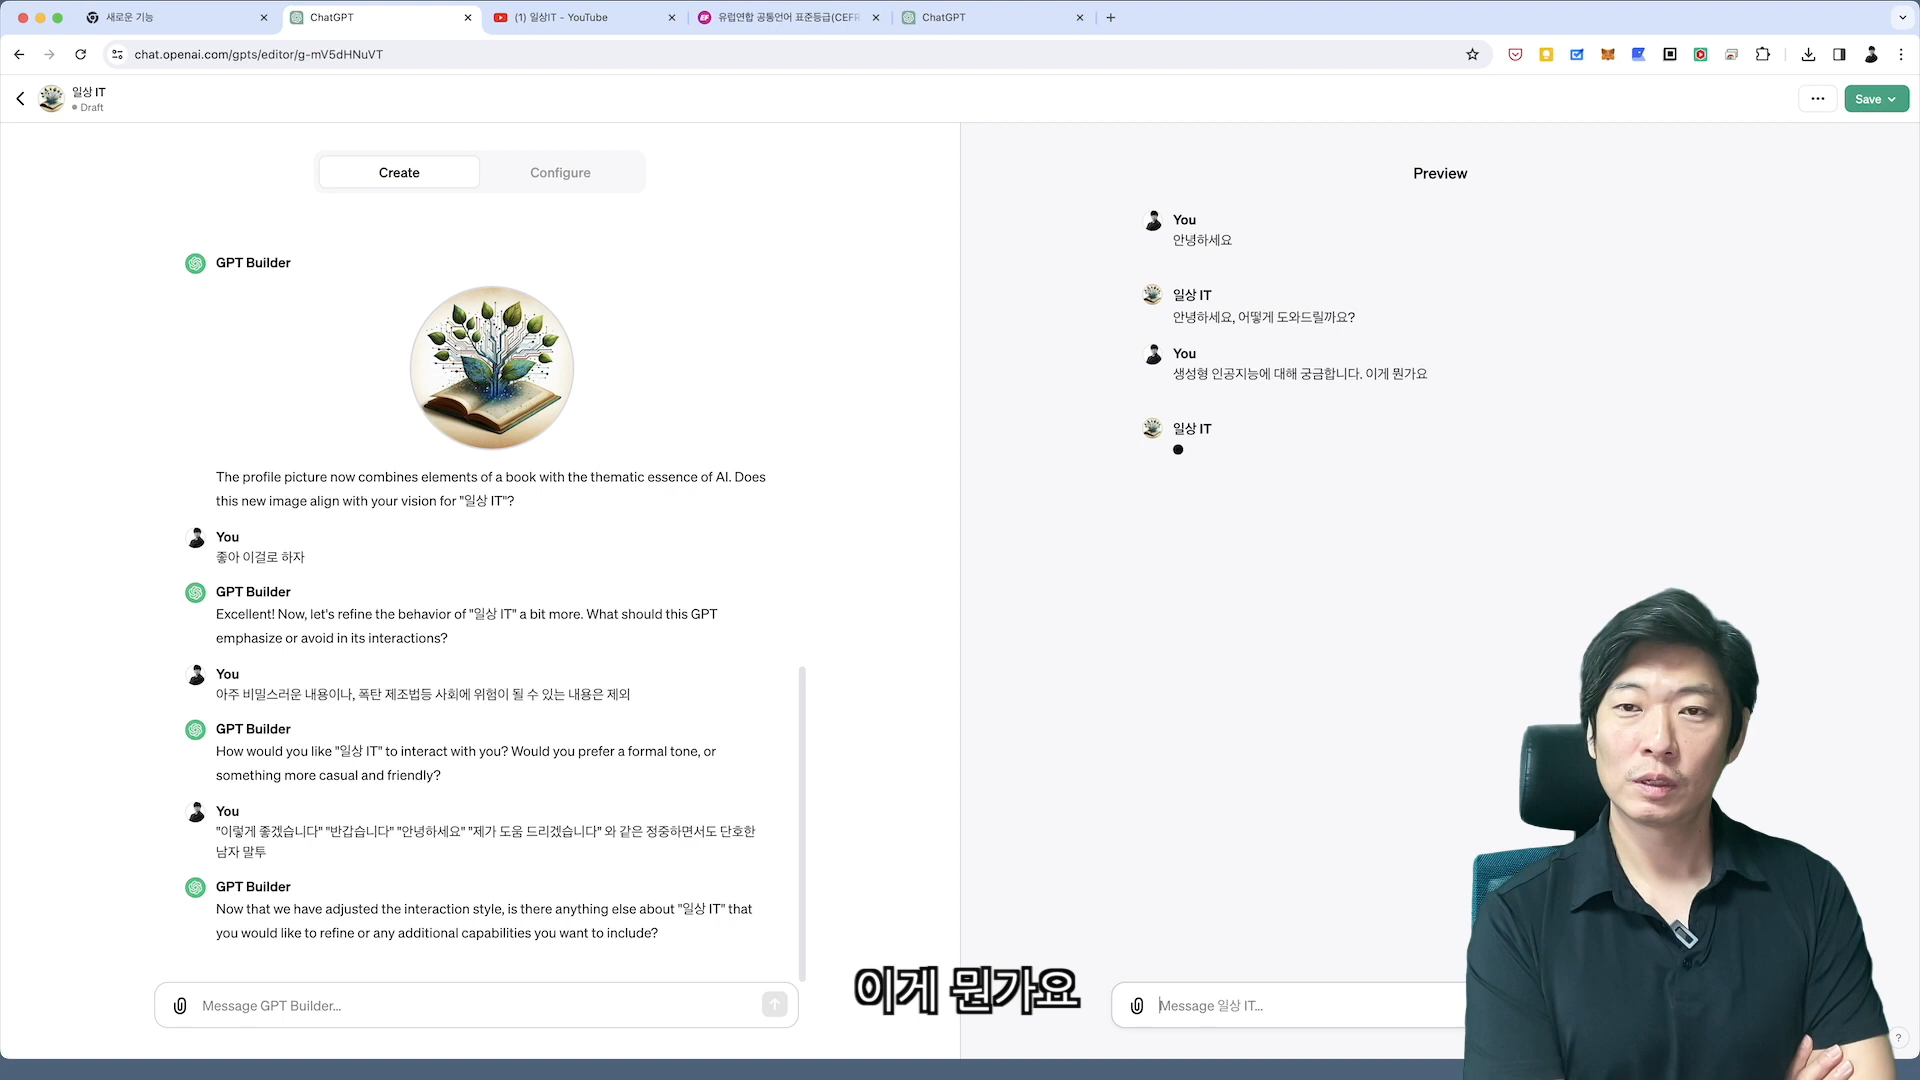 새로운 기능
ChatGPT
(1) 일상IT - YouTube
유럽연합 공통언어 표준등급(CEFR
ChatGPT
chat.openai.com/gpts/editor/g-mV5dHNuVT
일상 IT
Draft
Save
Create
Configure
GPT Builder
The profile picture now combines elements of a book with the thematic essence of AI. Does
this new image align with your vision for "일상 IT"?
You
좋아 이걸로 하자
GPT Builder
Excellent! Now, let's refine the behavior of "일상 IT" a bit more. What should this GPT
emphasize or avoid in its interactions?
You
아주 비밀스러운 내용이나, 폭탄 제조법등 사회에 위험이 될 수 있는 내용은 제외
GPT Builder
How would you like "일상 IT" to interact with you? Would you prefer a formal tone, or
something more casual and friendly?
You
"이렇게 좋겠습니다" "반갑습니다" "안녕하세요" "제가 도움 드리겠습니다" 와 같은 정중하면서도 단호한
남자 말투
GPT Builder
Now that we have adjusted the interaction style, is there anything else about "일상 IT" that
you would like to refine or any additional capabilities you want to include?
Message GPT Builder...
Preview
You
안녕하세요
일상 IT
안녕하세요, 어떻게 도와드릴까요?
You
생성형 인공지능에 대해 궁금합니다. 이게 뭔가요
일상 IT
Message 일상 IT...
?
이게 뭔가요